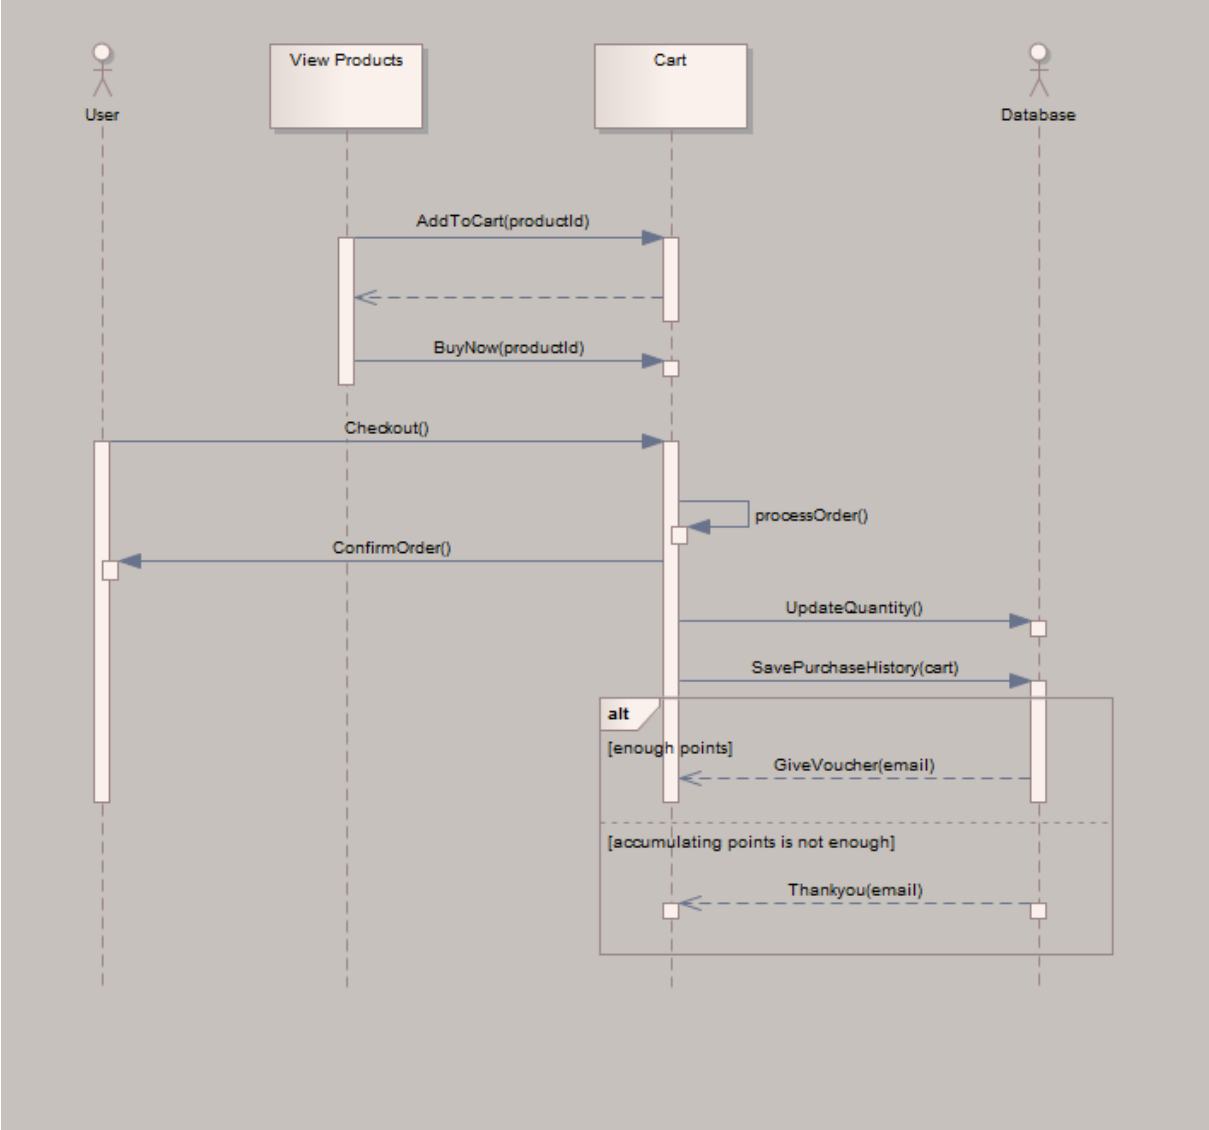 User
View Products
Cart
Database
AddToCart(productId)
BuyNow(productId)
Checkout()
processOrder()
ConfirmOrder()
UpdateQuantity()
SavePurchaseHistory(cart)
alt
[enough points]
GiveVoucher(email)
[accumulating points is not enough]
Thankyou(email)